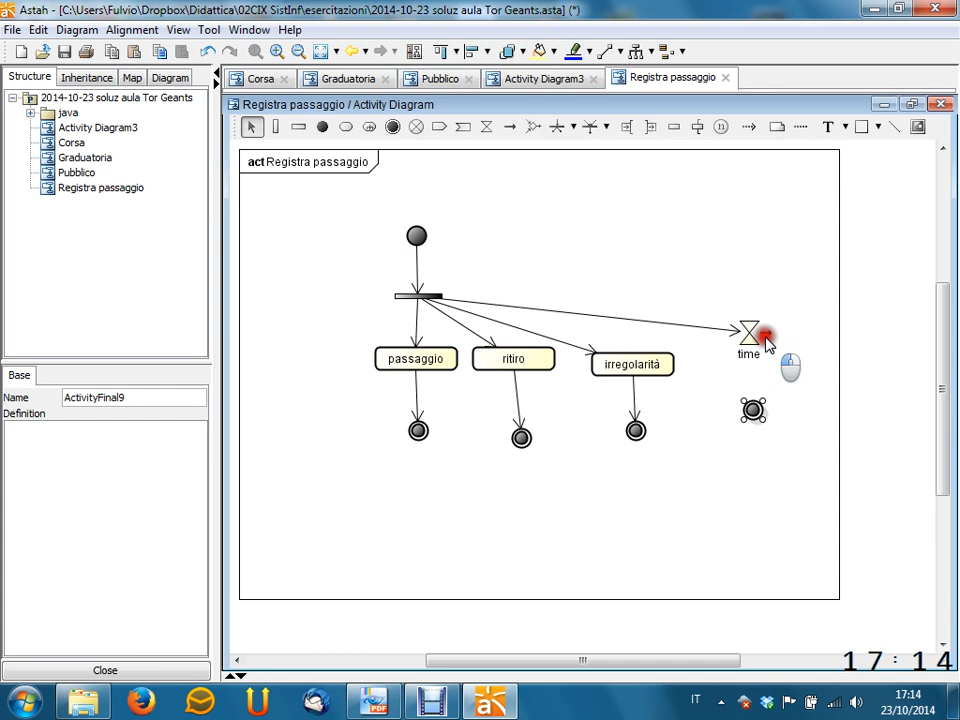 Astah - [C:\Users\Fulvio\Dropbox\Didattica\02CIX SistInf\esercitazioni\2014-10-23 soluz aula Tor Geants.asta] (*)
File Edit Diagram Alignment View Tool Window Help
Structure Inheritance Map Diagram
Corsa Graduatoria Pubblico Activity Diagram3 Registra passaggio
2014-10-23 soluz aula Tor Geants
java
Activity Diagram3
Corsa
Graduatoria
Pubblico
Registra passaggio
Registra passaggio / Activity Diagram
T
act Registra passaggio
passaggio
ritiro
irregolarità
time
Base
Name ActivityFinal9
Definition
Close
17:14
IT
17:14
23/10/2014